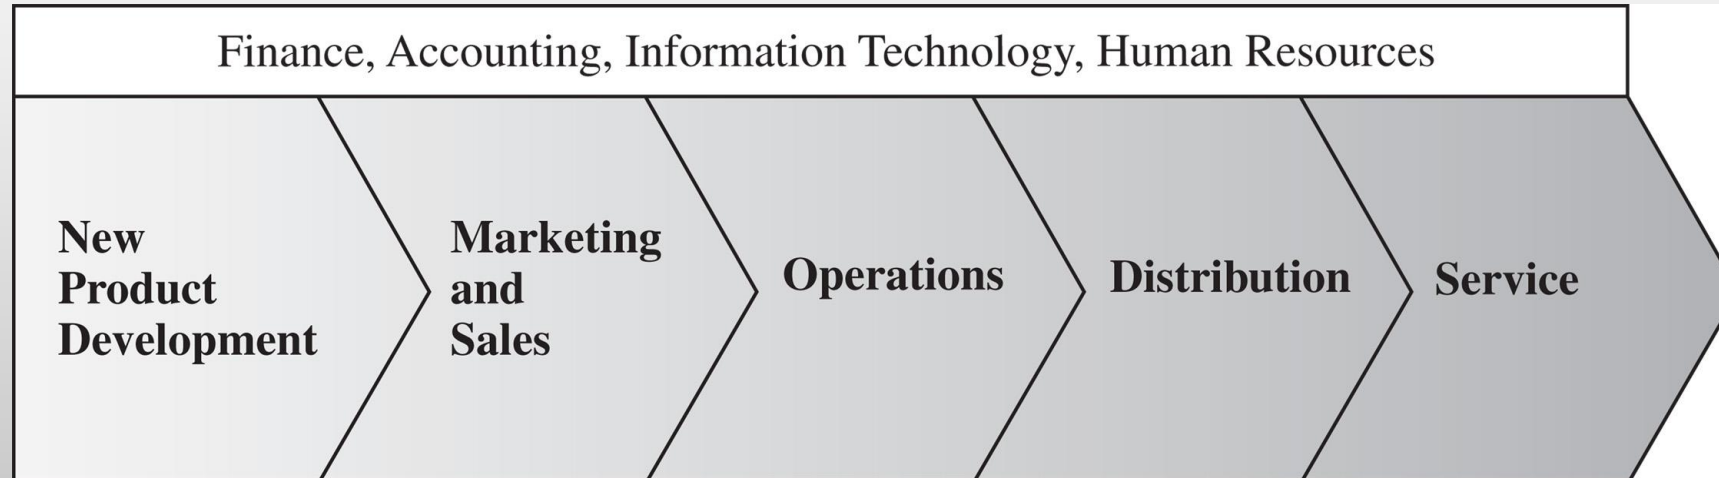 Finance, Accounting, Information Technology, Human Resources
New
Product
Development
Marketing
and
Sales
Operations
Distribution
Service